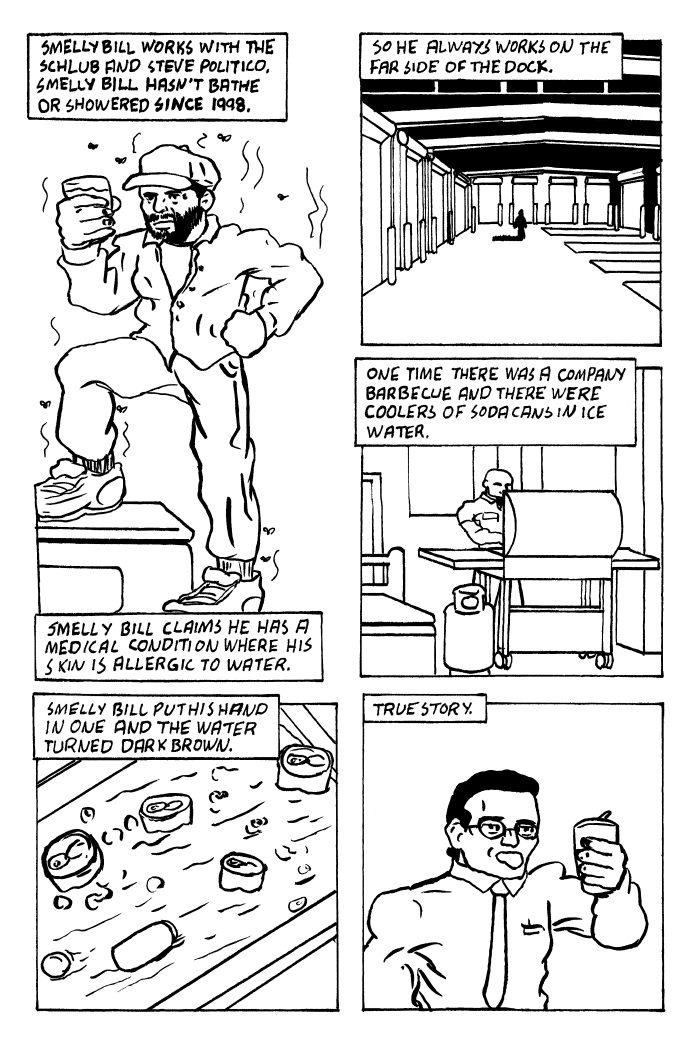 SMELLY BILL WORKS WITH THE
SCHLUB AND STEVE POLITICO.
SMELLY BILL HASN'T BATHE
OR SHOWERED SINCE 1998.
SMELLY BILL CLAIMS HE HAS A
MEDICAL CONDITION WHERE HIS
SKIN IS ALLERGIC TO WATER.
SO HE ALWAYS WORKS ON THE
FAR SIDE OF THE DOCK.
ONE TIME THERE WAS A COMPANY
BARBECUE AND THERE WERE
COOLERS OF SODA CANS IN ICE
WATER.
SMELLY BILL PUT HIS HAND
IN ONE AND THE WATER
TURNED DARK BROWN.
TRUE STORY.